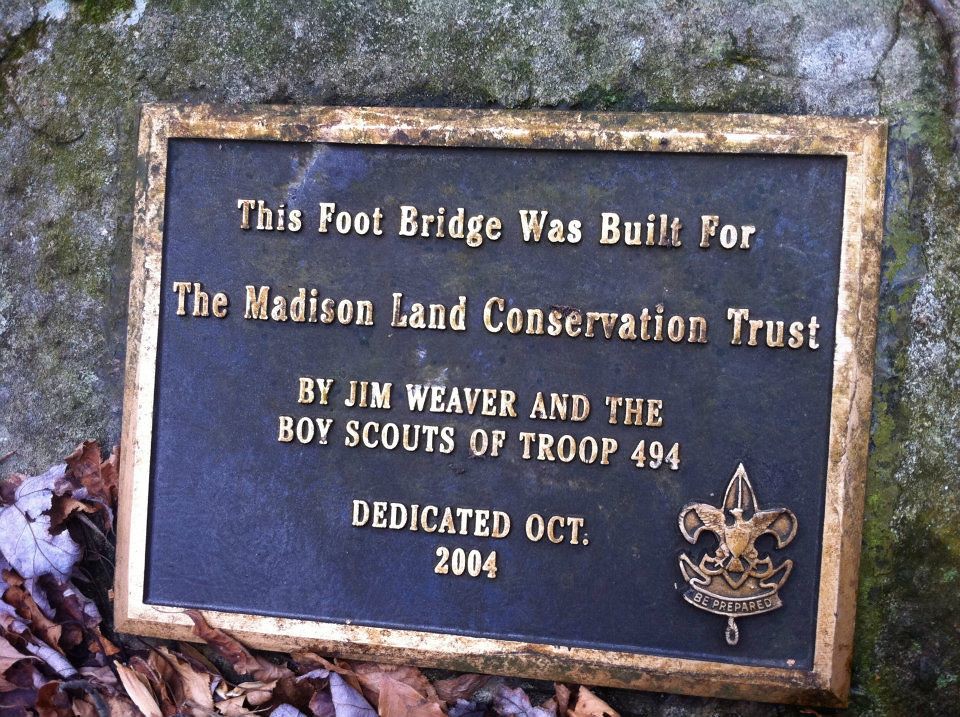 This Foot Bridge Was Built For
The Madison Land Conservation Trust
BY JIM WEAVER AND THE
BOY SCOUTS OF TROOP 494
DEDICATED OCT.
2004
BE PREPARED